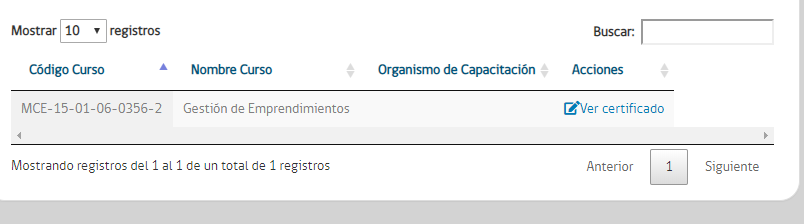 Mostrar 10 registros Buscar:
Código Curso Nombre Curso Organismo de Capacitación Acciones
MCE-15-01-06-0356-2 Gestión de Emprendimientos Ver certificado
Mostrando registros del 1 al 1 de un total de 1 registros Anterior 1 Siguiente